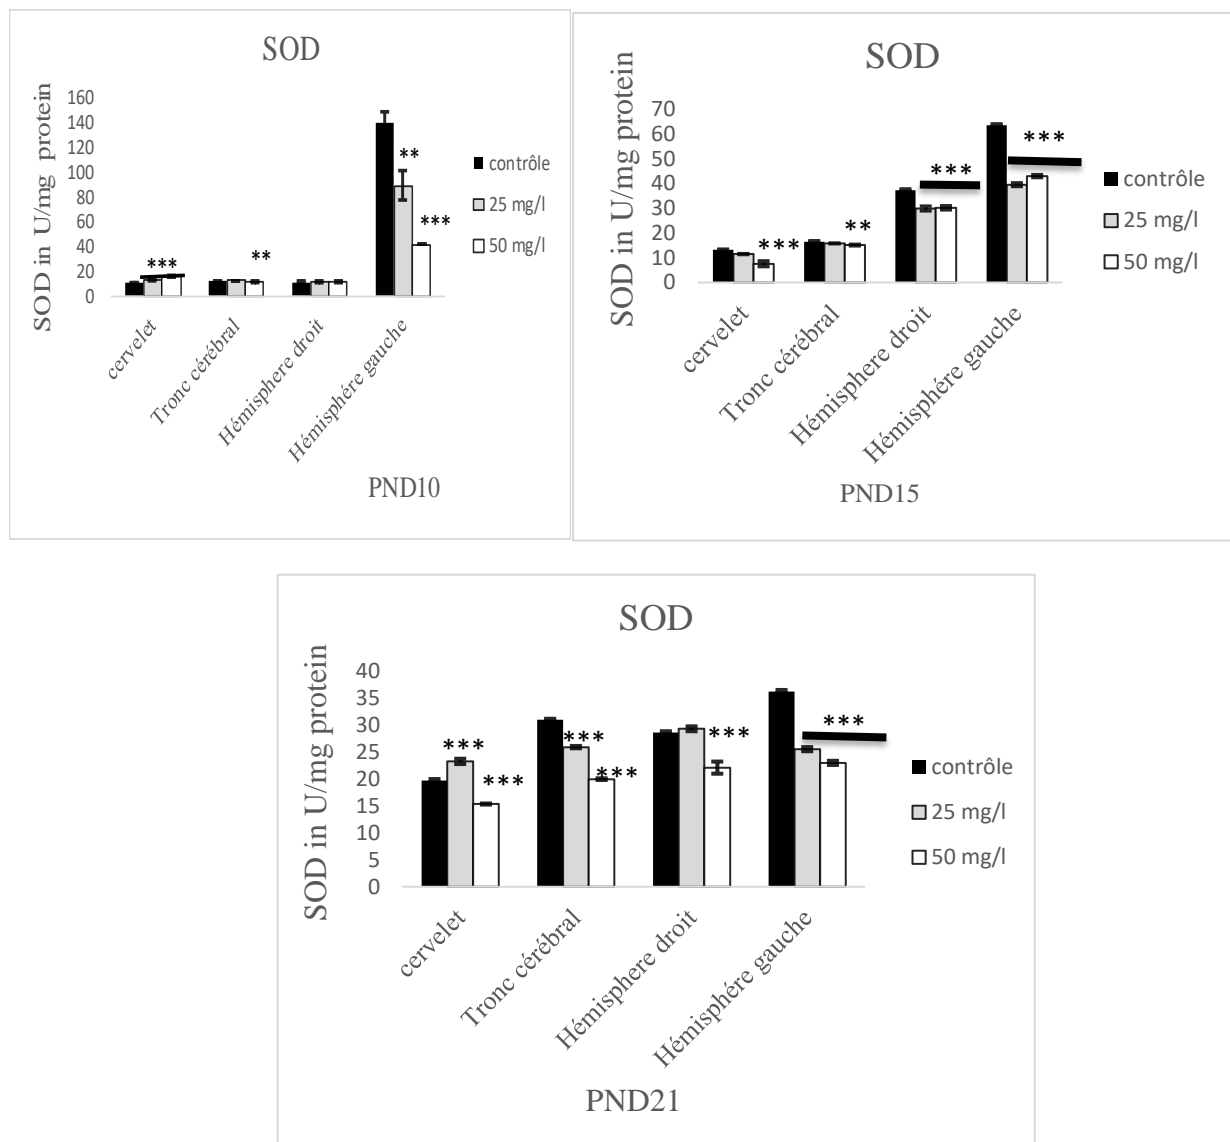 SOD
SOD in U/mg protein
160
140
120
100
80
60
40
20
0
***
**
**
***
cervelet
Tronc cérébral
Hémisphere droit
Hémisphére gauche
contrôle
25 mg/l
50 mg/l
PND10
SOD
SOD in U/mg protein
70
60
50
40
30
20
10
0
***
**
***
***
cervelet
Tronc cérébral
Hémisphere droit
Hémisphére gauche
contrôle
25 mg/l
50 mg/l
PND15
SOD
SOD in U/mg protein
40
35
30
25
20
15
10
5
0
***
***
***
***
***
***
cervelet
Tronc cérébral
Hémisphere droit
Hémisphére gauche
contrôle
25 mg/l
50 mg/l
PND21